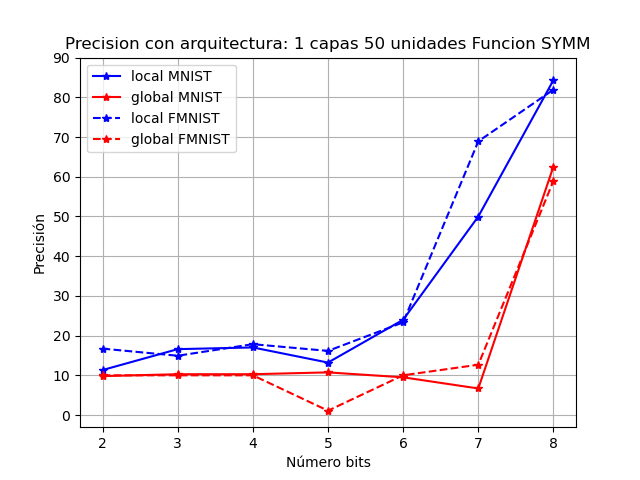 Precision con arquitectura: 1 capas 50 unidades Funcion SYMM
local MNIST
global MNIST
local FMNIST
global FMNIST
Precisión
90
80
70
60
50
40
30
20
10
0
2 3 4 5 6 7 8
Número bits